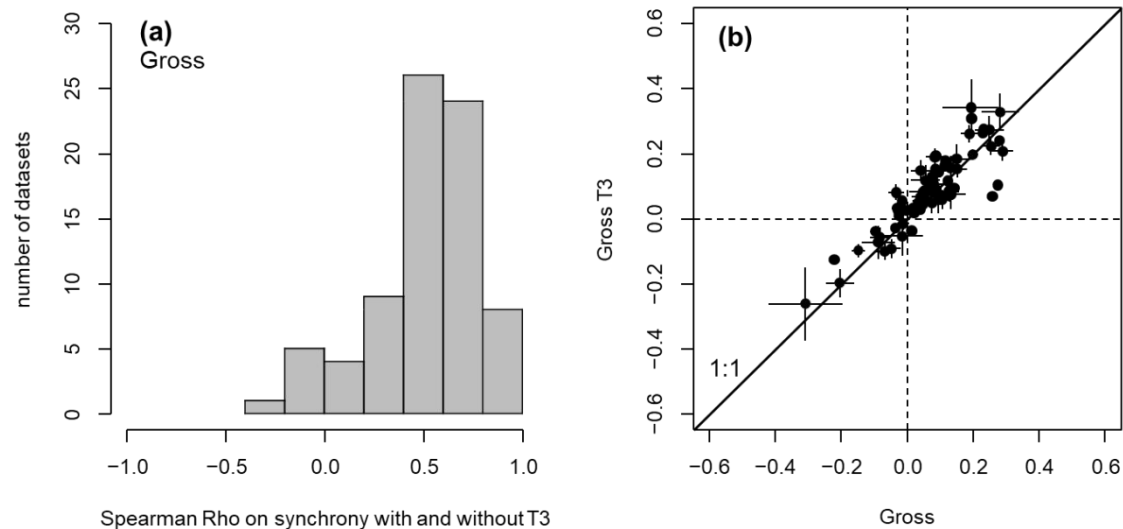 (a)
Gross
number of datasets
30
25
20
15
10
5
0
−1.0 −0.5 0.0 0.5 1.0
Spearman Rho on synchrony with and without T3
(b)
Gross T3
0.6
0.4
0.2
0.0
−0.2
−0.4
−0.6
1:1
−0.6 −0.4 −0.2 0.0 0.2 0.4 0.6
Gross